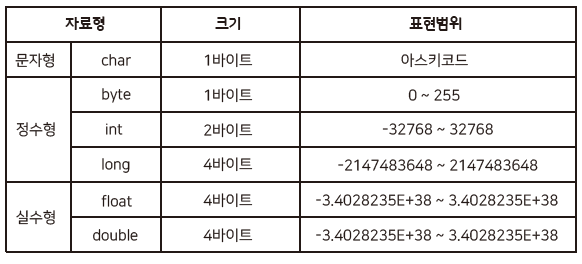 자료형 크기 표현범위
문자형 char 1바이트 아스키코드
byte 1바이트 0 ~ 255
정수형 int 2바이트 -32768 ~ 32768
long 4바이트 -2147483648 ~ 2147483648
실수형 float 4바이트 -3.4028235E+38 ~ 3.4028235E+38
double 4바이트 -3.4028235E+38 ~ 3.4028235E+38